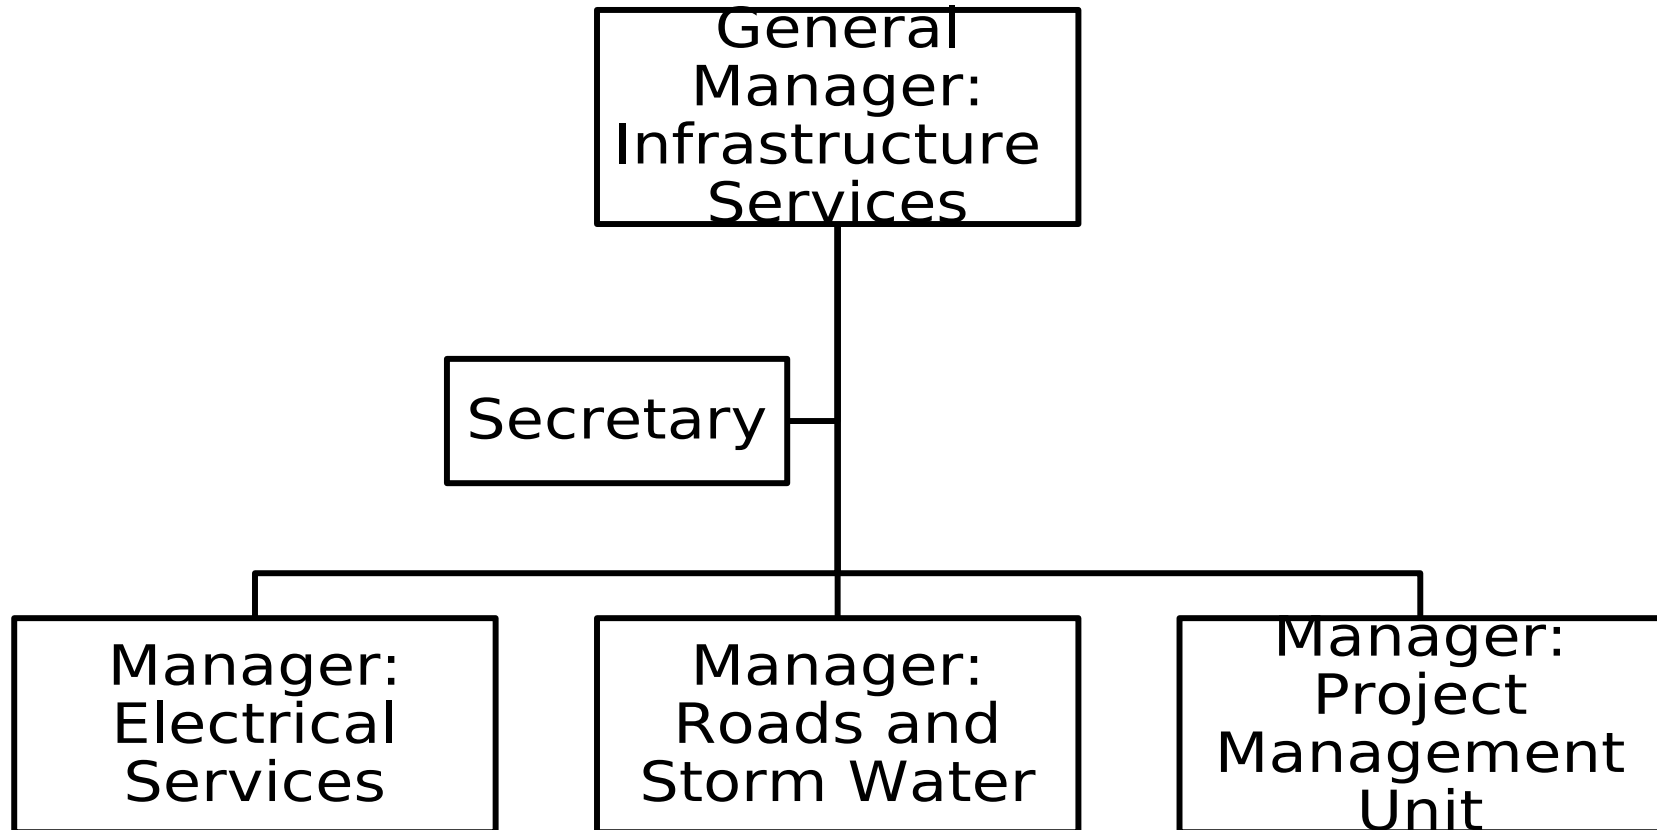 General
Manager:
Infrastructure
Services
Secretary
Manager:
Electrical
Services
Manager:
Roads and
Storm Water
Manager:
Project
Management
Unit